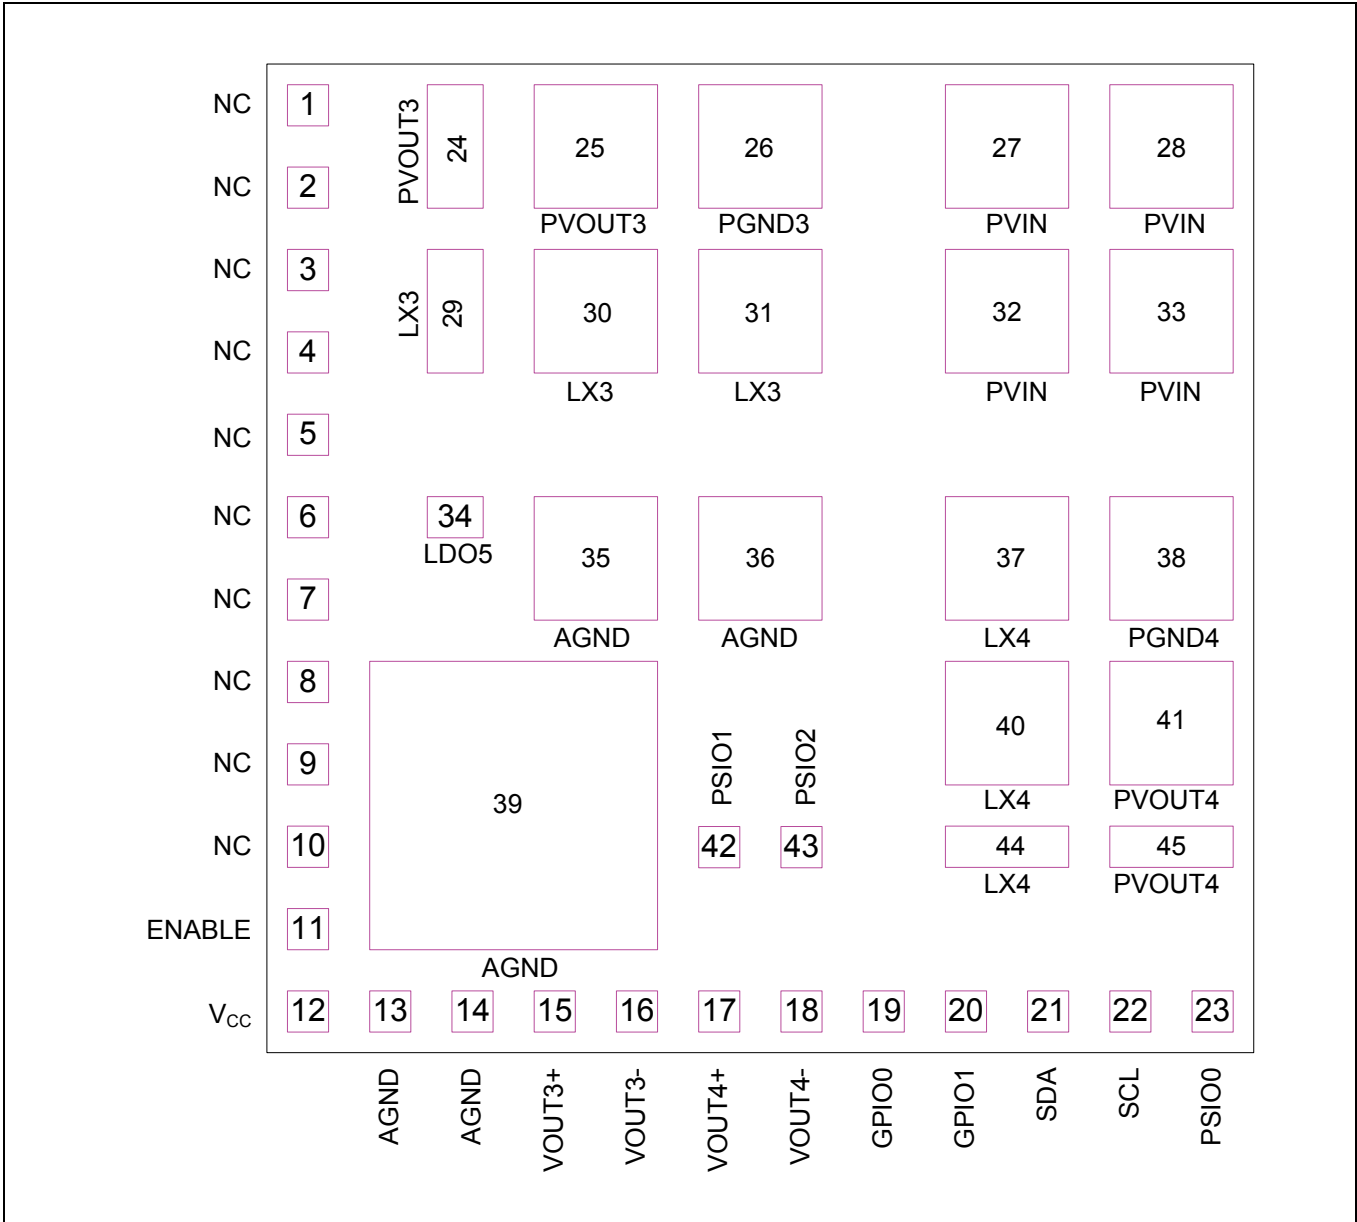 NC 1 PVOUT3 24 25 26 27 28
NC 2
PVOUT3 PGND3 PVIN PVIN
NC 3 LX3 29 30 31 32 33
NC 4
LX3 LX3 PVIN PVIN
NC 5
NC 6 34 35 36 37 38
LDO5
NC 7
AGND AGND LX4 PGND4
NC 8 40 41
NC 9 39 PSIO1 PSIO2
LX4 PVOUT4
NC 10 42 43 44 45
LX4 PVOUT4
ENABLE 11
AGND
VCC 12 13 14 15 16 17 18 19 20 21 22 23
AGND AGND VOUT3+ VOUT3- VOUT4+ VOUT4- GPIO0 GPIO1 SDA SCL PSIO0